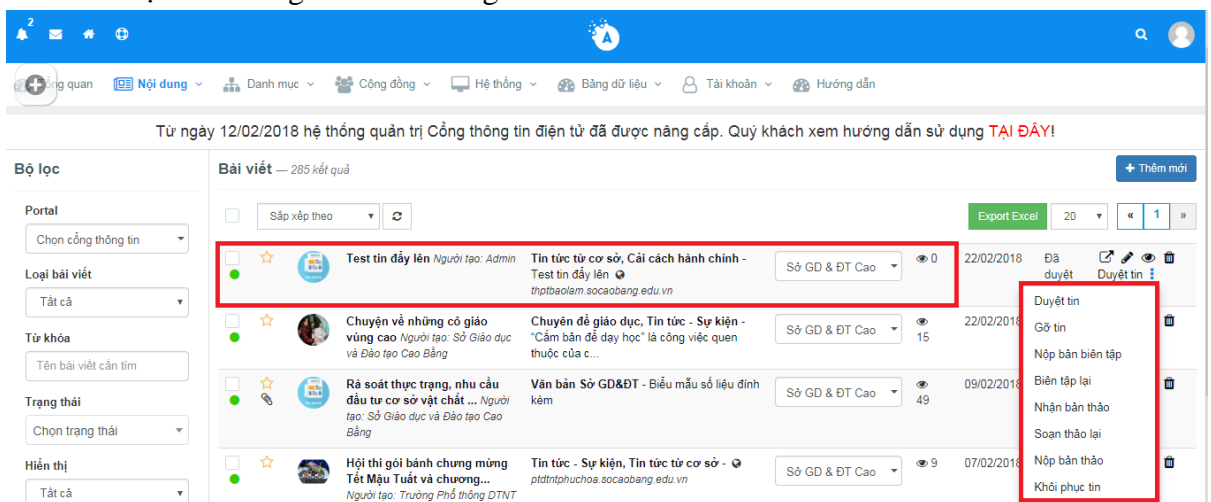 2
Tổng quan Nội dung Danh mục Cộng đồng Hệ thống Bảng dữ liệu Tài khoản Hướng dẫn
Từ ngày 12/02/2018 hệ thống quản trị Cổng thông tin điện tử đã được nâng cấp. Quý khách xem hướng dẫn sử dụng TẠI ĐÂY!
Bộ lọc
Bài viết — 285 kết quả
+ Thêm mới
Portal
Chọn cổng thông tin
Loại bài viết
Tất cả
Từ khóa
Tên bài viết cần tìm
Trạng thái
Chọn trạng thái
Hiển thị
Tất cả
Sắp xếp theo
Export Excel 20 « 1 »
Test tin đẩy lên Người tạo: Admin
Tin tức từ cơ sở, Cải cách hành chính -
Test tin đẩy lên
thptbaolam.socaobang.edu.vn
Sở GD & ĐT Cao
0
22/02/2018
Đã
duyệt
Duyệt tin
Chuyện về những cô giáo
vùng cao Người tạo: Sở Giáo dục
và Đào tạo Cao Bằng
Chuyên đề giáo dục, Tin tức - Sự kiện -
“Cắm bản để dạy học” là công việc quen
thuộc của c...
Sở GD & ĐT Cao
15
22/02/2018
Rà soát thực trạng, nhu cầu
đầu tư cơ sở vật chất ... Người
tạo: Sở Giáo dục và Đào tạo Cao
Bằng
Văn bản Sở GD&ĐT - Biểu mẫu số liệu đính
kèm
Sở GD & ĐT Cao
49
09/02/2018
Hội thi gói bánh chưng mừng
Tết Mậu Tuất và chương...
Người tạo: Trường Phổ thông DTNT
Tin tức - Sự kiện, Tin tức từ cơ sở -
ptdtntphuchoa.socaobang.edu.vn
Sở GD & ĐT Cao
9
07/02/2018
Duyệt tin
Gỡ tin
Nộp bản biên tập
Biên tập lại
Nhận bản thảo
Soạn thảo lại
Nộp bản thảo
Khôi phục tin